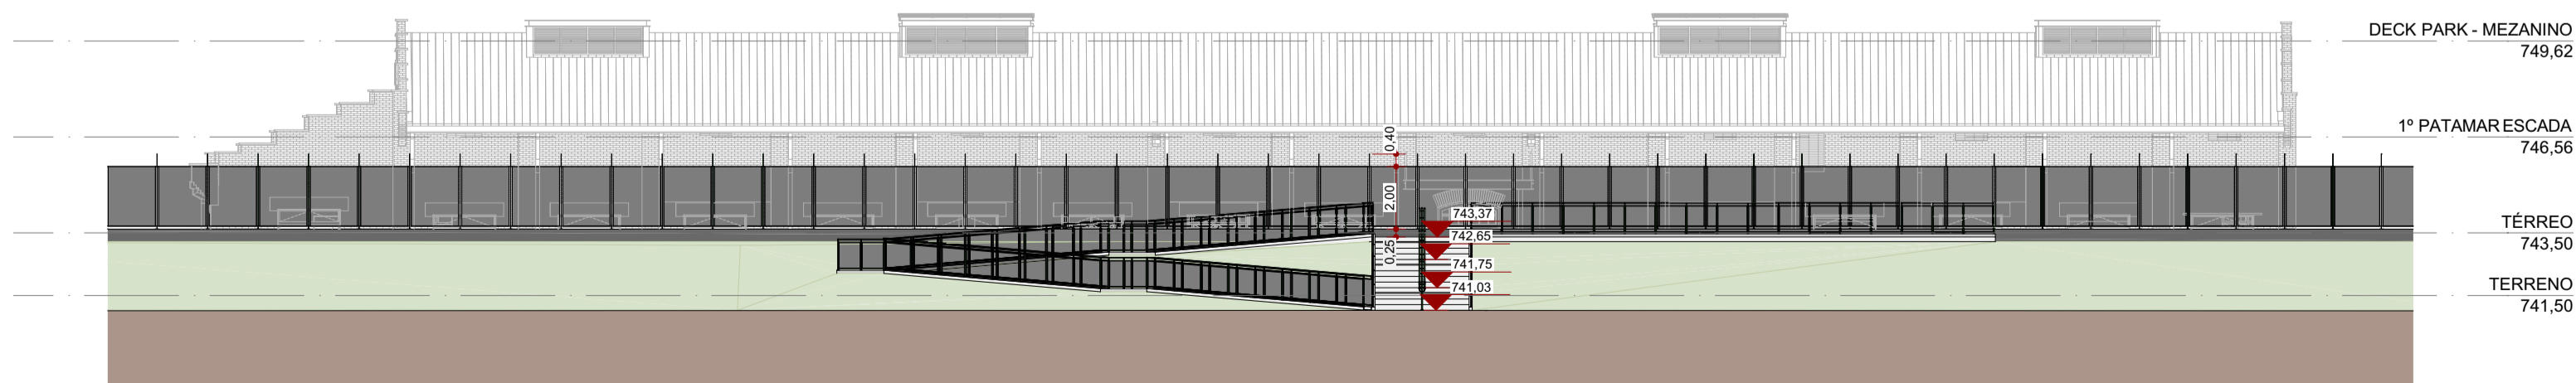 DECK PARK - MEZANINO
749,62
1º PATAMAR ESCADA
746,56
0,40
2,00
743,37
742,65
0,25
741,75
741,03
TÉRREO
743,50
TERRENO
741,50